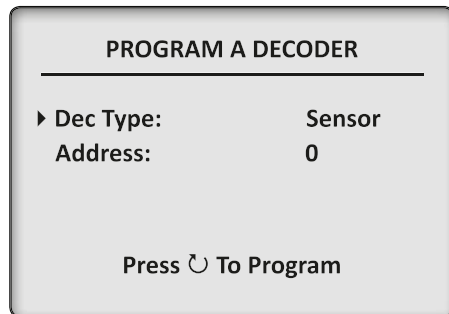 PROGRAM A DECODER
Dec Type: Sensor
Address: 0
Press ↻ To Program